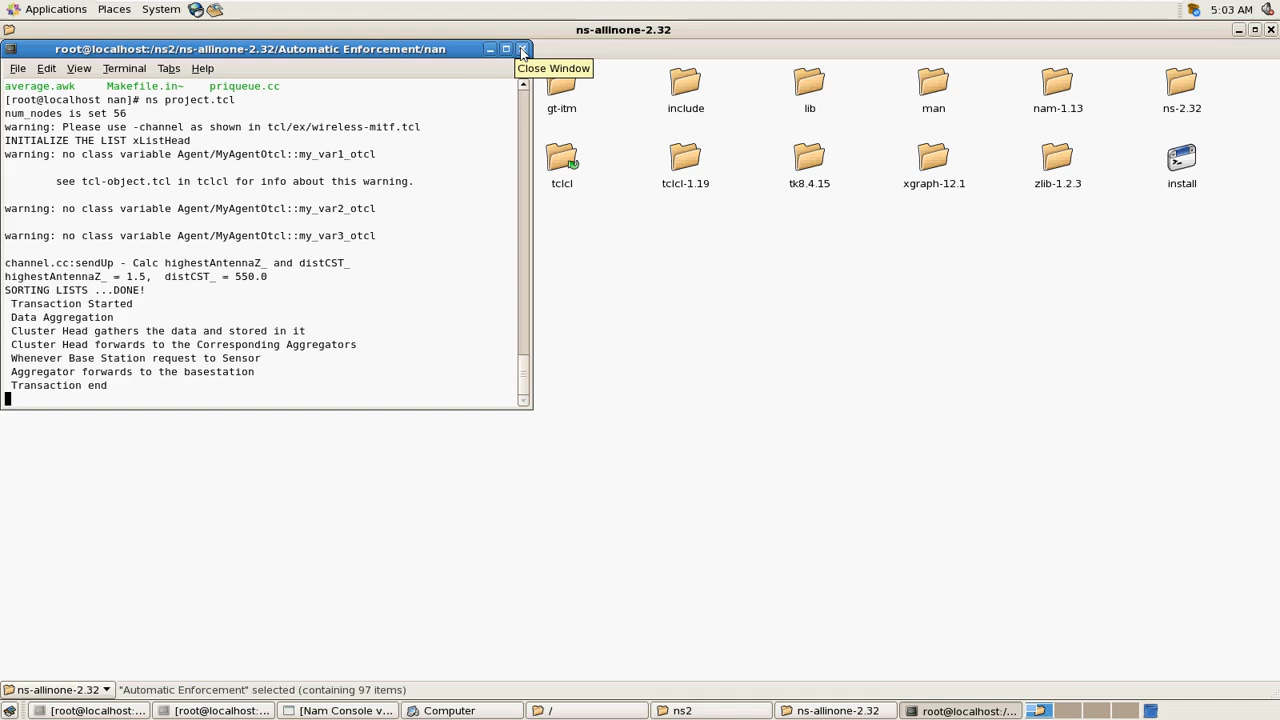 Applications Places System 5:03 AM
ns-allinone-2.32
root@localhost:/ns2/ns-allinone-2.32/Automatic Enforcement/nan
Close Window
File Edit View Terminal Tabs Help
average.awk Makefile.in~ priqueue.cc
[root@localhost nan]# ns project.tcl
num_nodes is set 56
warning: Please use -channel as shown in tcl/ex/wireless-mitf.tcl
INITIALIZE THE LIST xListHead
warning: no class variable Agent/MyAgentOtcl::my_var1_otcl
see tcl-object.tcl in tclcl for info about this warning.
warning: no class variable Agent/MyAgentOtcl::my_var2_otcl
warning: no class variable Agent/MyAgentOtcl::my_var3_otcl
channel.cc:sendUp - Calc highestAntennaZ_ and distCST_
highestAntennaZ_ = 1.5, distCST_ = 550.0
SORTING LISTS ...DONE!
Transaction Started
Data Aggregation
Cluster Head gathers the data and stored in it
Cluster Head forwards to the Corresponding Aggregators
Whenever Base Station request to Sensor
Aggregator forwards to the basestation
Transaction end
gt-itm include lib man nam-1.13 ns-2.32
tclcl tclcl-1.19 tk8.4.15 xgraph-12.1 zlib-1.2.3 install
ns-allinone-2.32 "Automatic Enforcement" selected (containing 97 items)
[root@localhost:... [root@localhost:... [Nam Console v... Computer / ns2 ns-allinone-2.32 root@localhost:/...